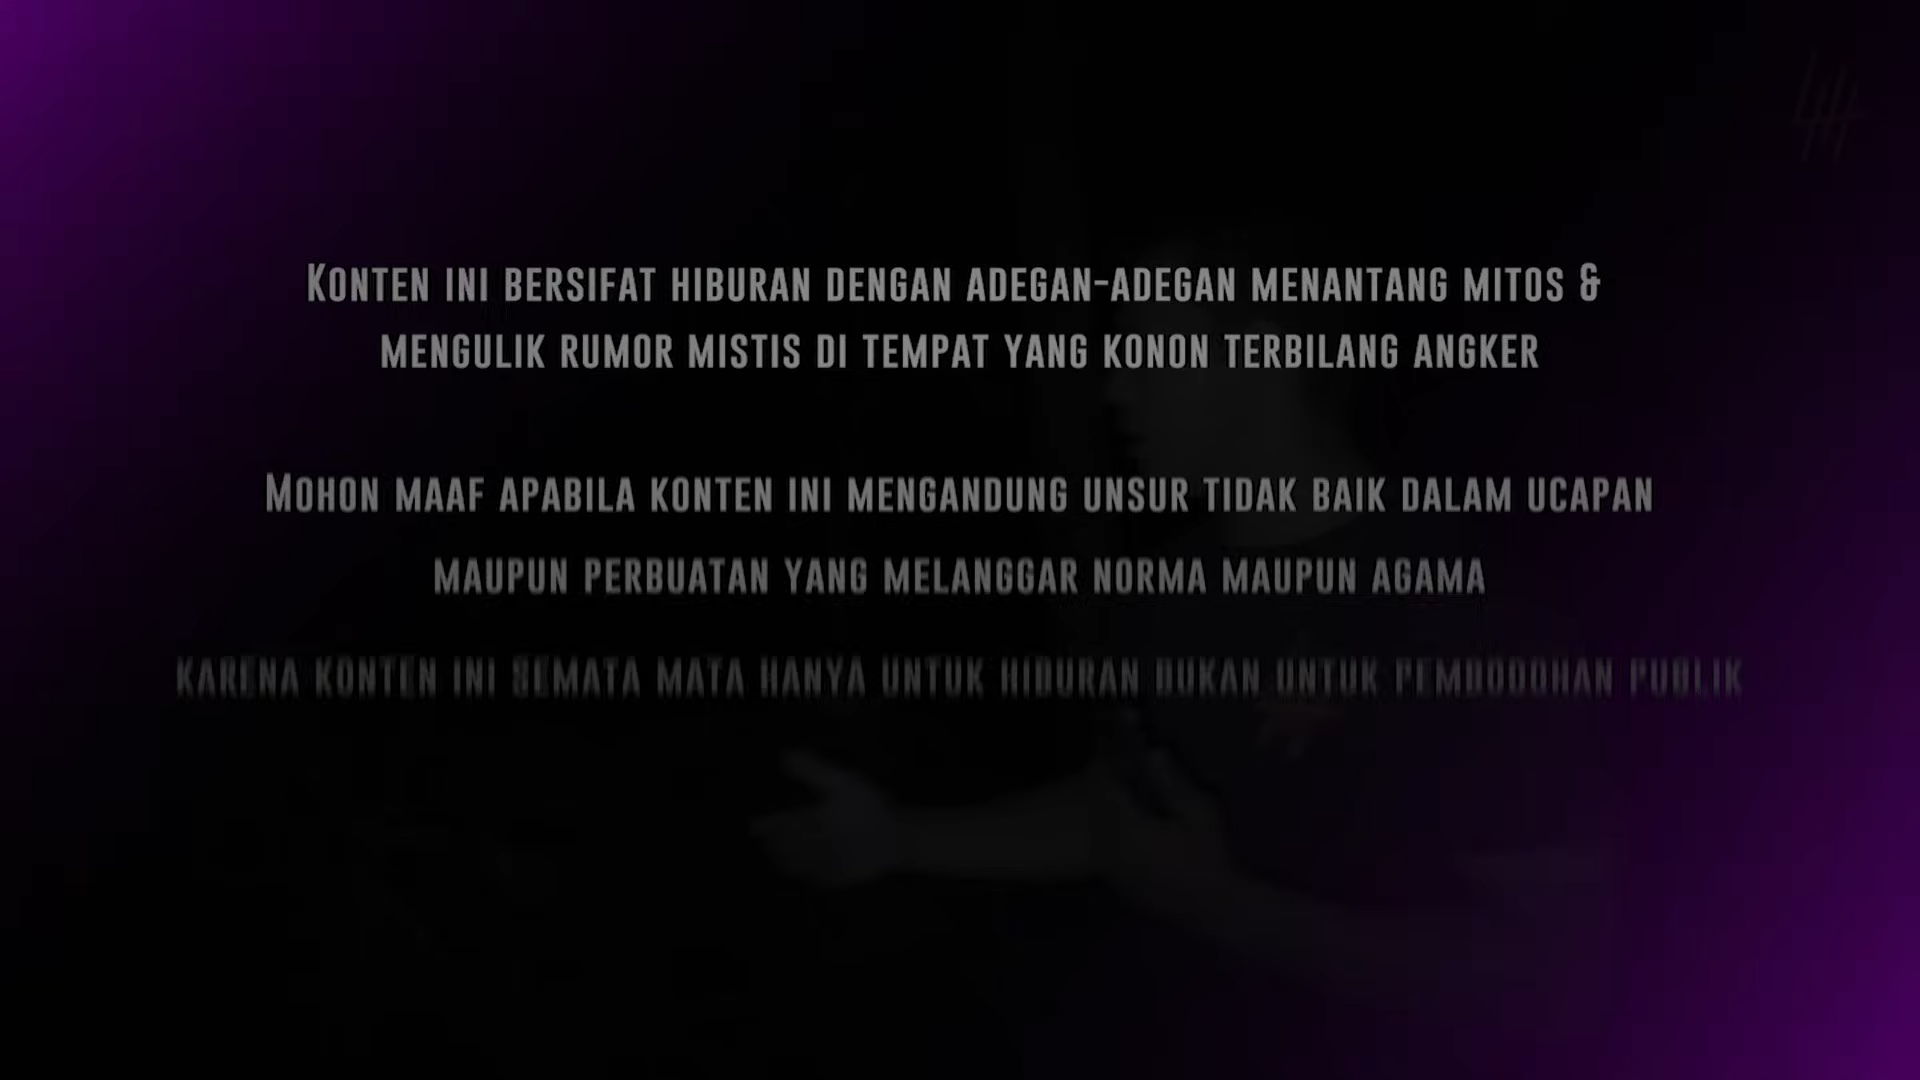 Konten ini bersifat hiburan dengan adegan-adegan menantang mitos &
mengulik rumor mistis di tempat yang konon terbilang angker
Mohon maaf apabila konten ini mengandung unsur tidak baik dalam ucapan
maupun perbuatan yang melanggar norma maupun agama
karena konten ini semata mata hanya untuk hiburan bukan untuk pembodohan publik